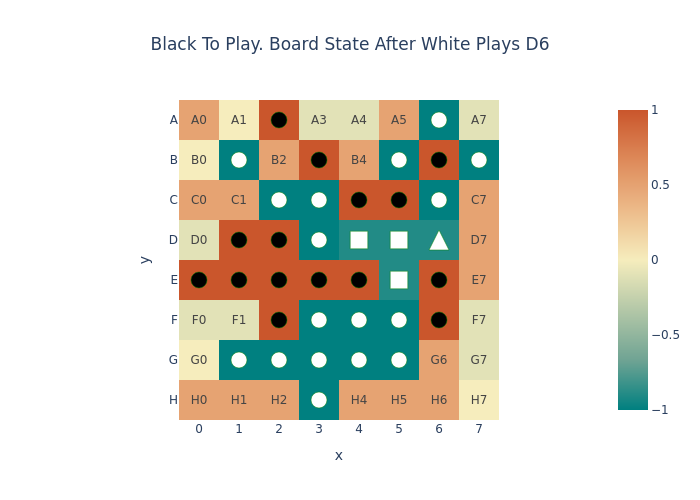 Black To Play. Board State After White Plays D6
A A0 A1 A3 A4 A5 A7
B B0 B2 B4
C C0 C1 C7
D D0 D7
E E7
F F0 F1 F7
G G0 G6 G7
H H0 H1 H2 H4 H5 H6 H7
0 1 2 3 4 5 6 7
x
y
1
0.5
0
−0.5
−1